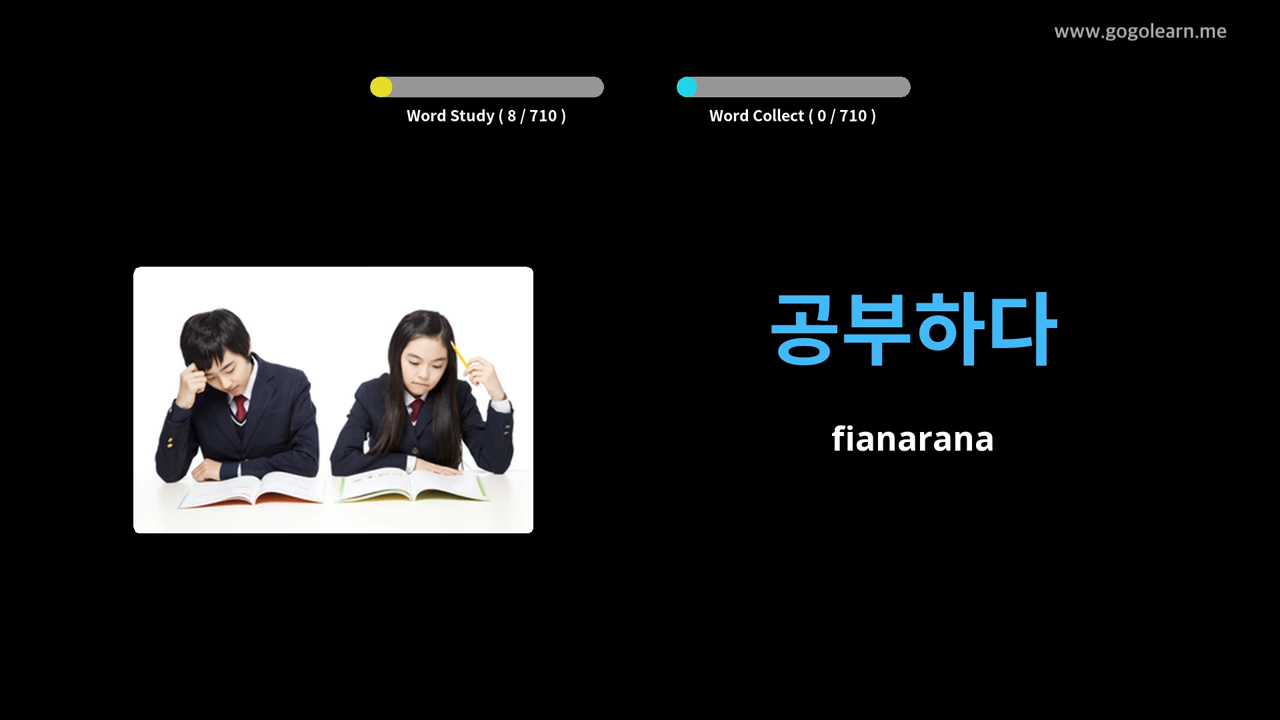 www.gogolearn.me
Word Study ( 8 / 710 )
Word Collect ( 0 / 710 )
공부하다
fianarana